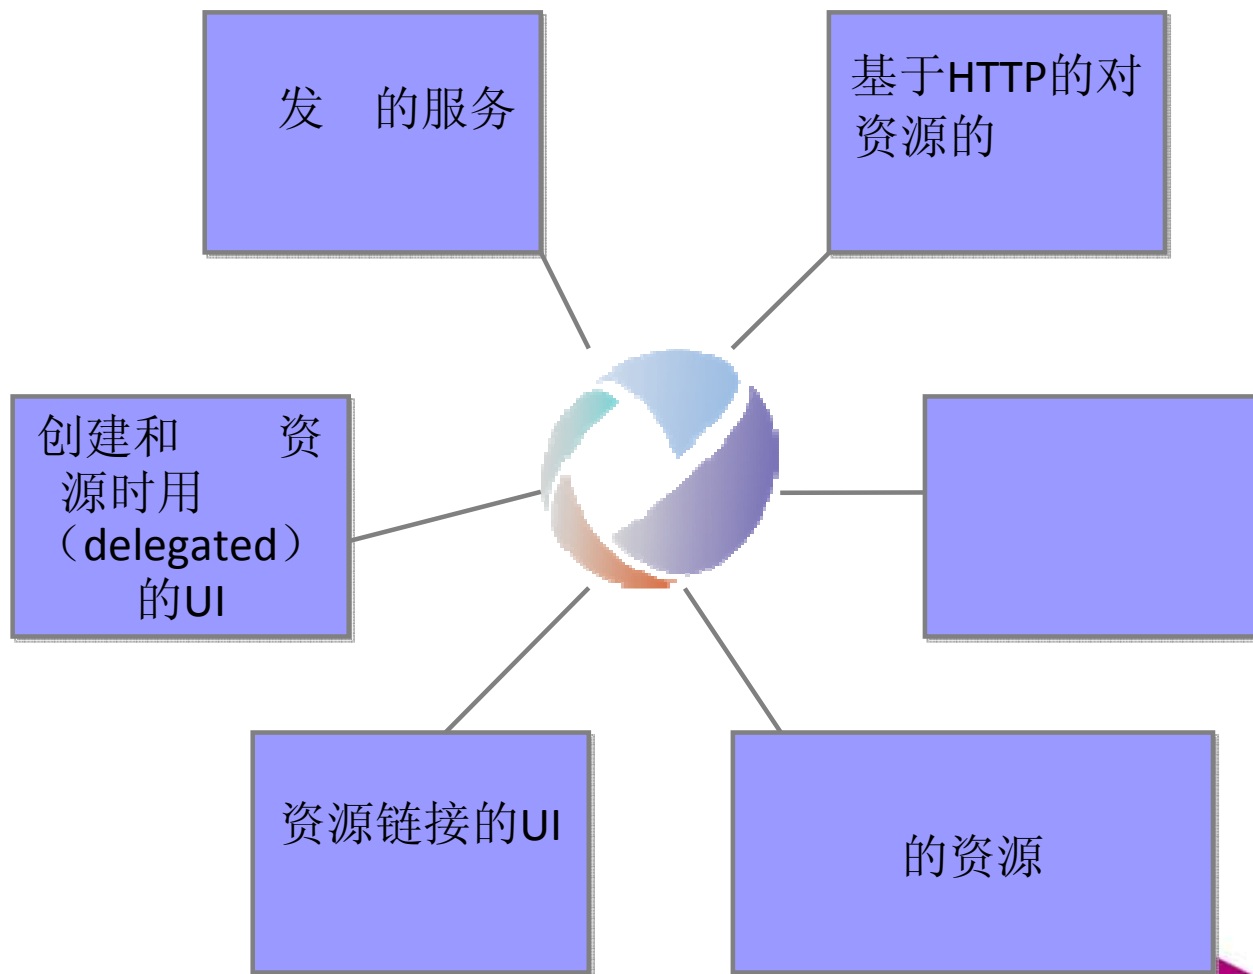 发 的服务
基于HTTP的对
资源的
创建和 资
源时用
（delegated）
的UI
资源链接的UI
的资源